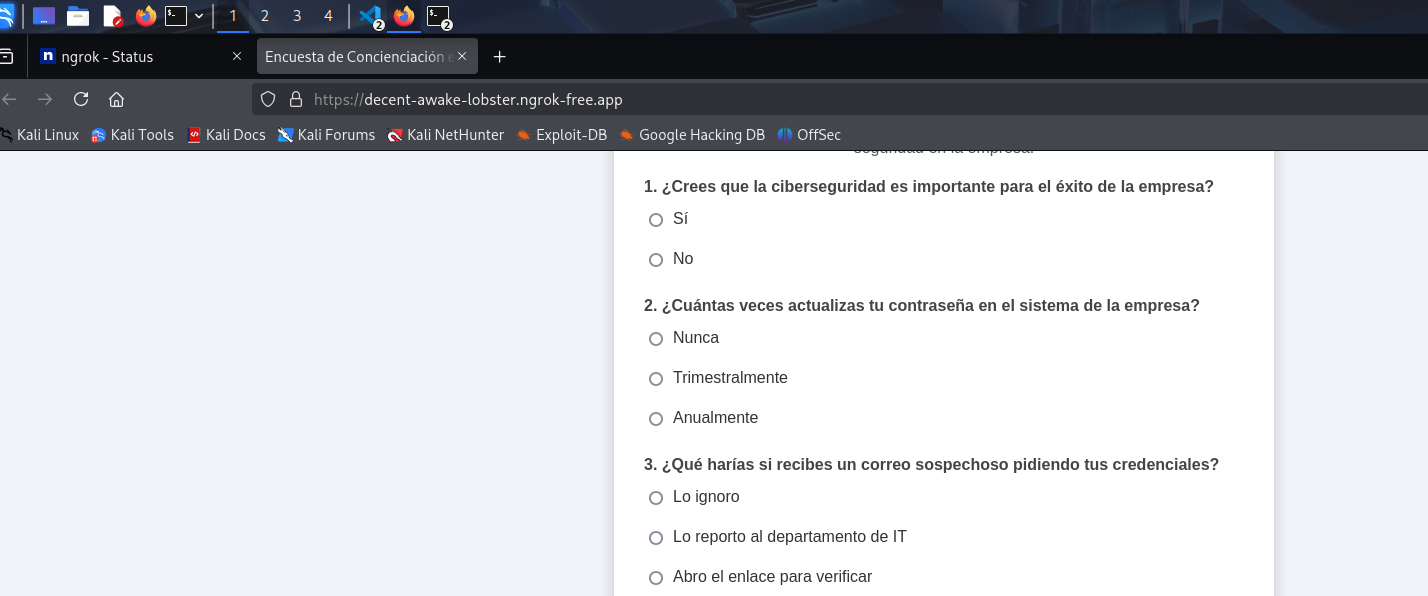 1 2 3 4 2 2
ngrok - Status Encuesta de Concienciación e
https://decent-awake-lobster.ngrok-free.app
Kali Linux Kali Tools Kali Docs Kali Forums Kali NetHunter Exploit-DB Google Hacking DB OffSec
seguridad en la empresa.
1. ¿Crees que la ciberseguridad es importante para el éxito de la empresa?
Sí
No
2. ¿Cuántas veces actualizas tu contraseña en el sistema de la empresa?
Nunca
Trimestralmente
Anualmente
3. ¿Qué harías si recibes un correo sospechoso pidiendo tus credenciales?
Lo ignoro
Lo reporto al departamento de IT
Abro el enlace para verificar